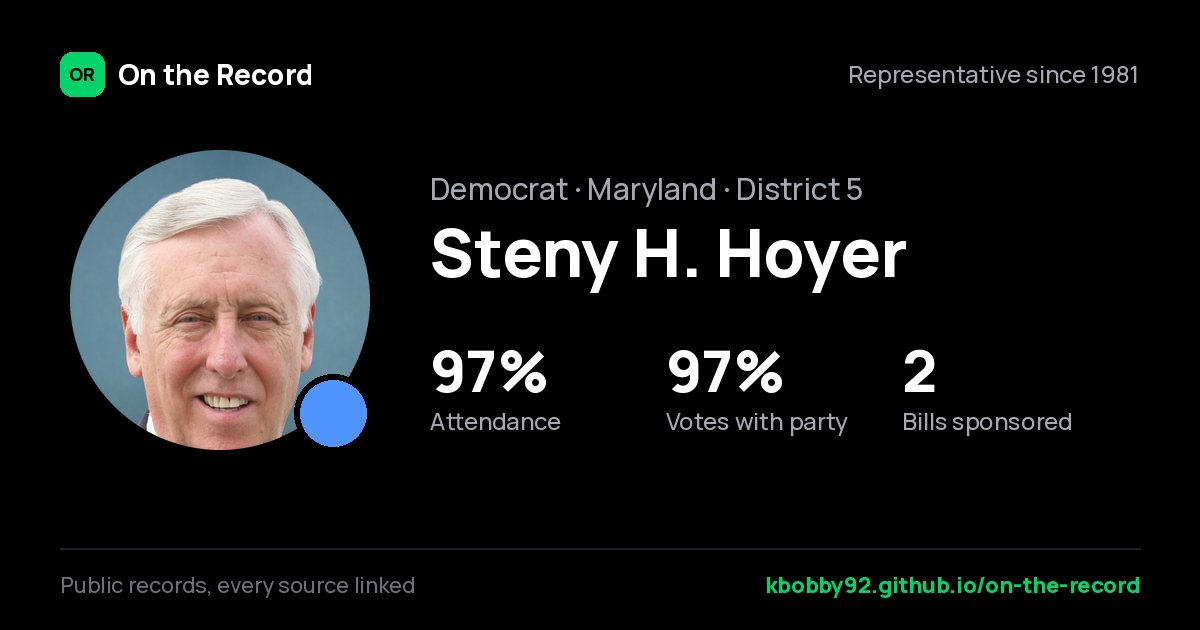 OR On the Record
Representative since 1981
Democrat · Maryland · District 5
Steny H. Hoyer
97% 97% 2
Attendance Votes with party Bills sponsored
Public records, every source linked
kbobby92.github.io/on-the-record